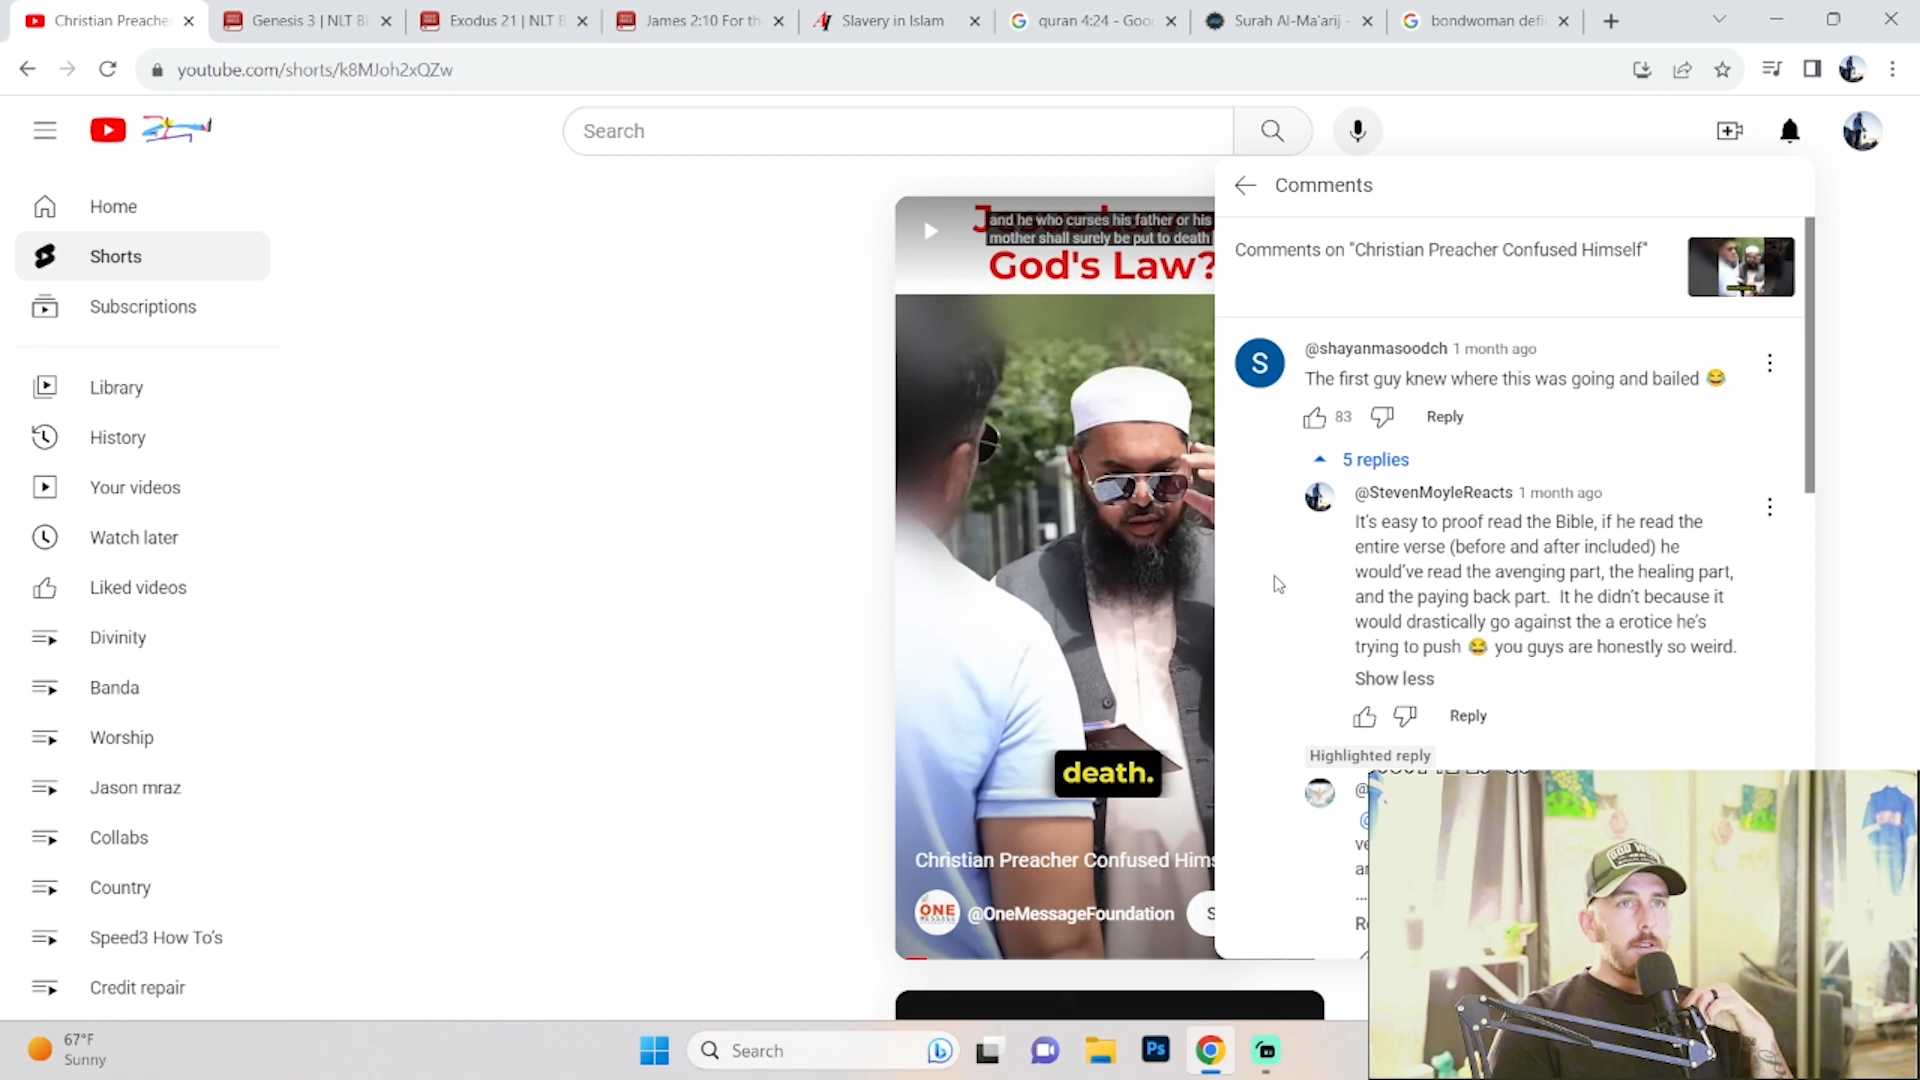 Christian Preache
Genesis 3 | NLT B
Exodus 21 | NLT B
James 2:10 For th
Slavery in Islam
quran 4:24 - Goo
Surah Al-Ma'arij -
bondwoman defi
youtube.com/shorts/k8MJoh2xQZw
Search
Comments
Home
Shorts
Subscriptions
Library
History
Your videos
Watch later
Liked videos
Divinity
Banda
Worship
Jason mraz
Collabs
Country
Speed3 How To's
Credit repair
and he who curses his father or his
mother shall surely be put to death
God's Law?
death.
Christian Preacher Confused Hims
ONE
@OneMessageFoundation
S
Comments on "Christian Preacher Confused Himself"
S
@shayanmasoodch 1 month ago
The first guy knew where this was going and bailed 😂
83
Reply
5 replies
@StevenMoyleReacts 1 month ago
It's easy to proof read the Bible, if he read the
entire verse (before and after included) he
would've read the avenging part, the healing part,
and the paying back part. It he didn't because it
would drastically go against the a erotice he's
trying to push 😂 you guys are honestly so weird.
Show less
Reply
Highlighted reply
67°F
Sunny
Search
Ps